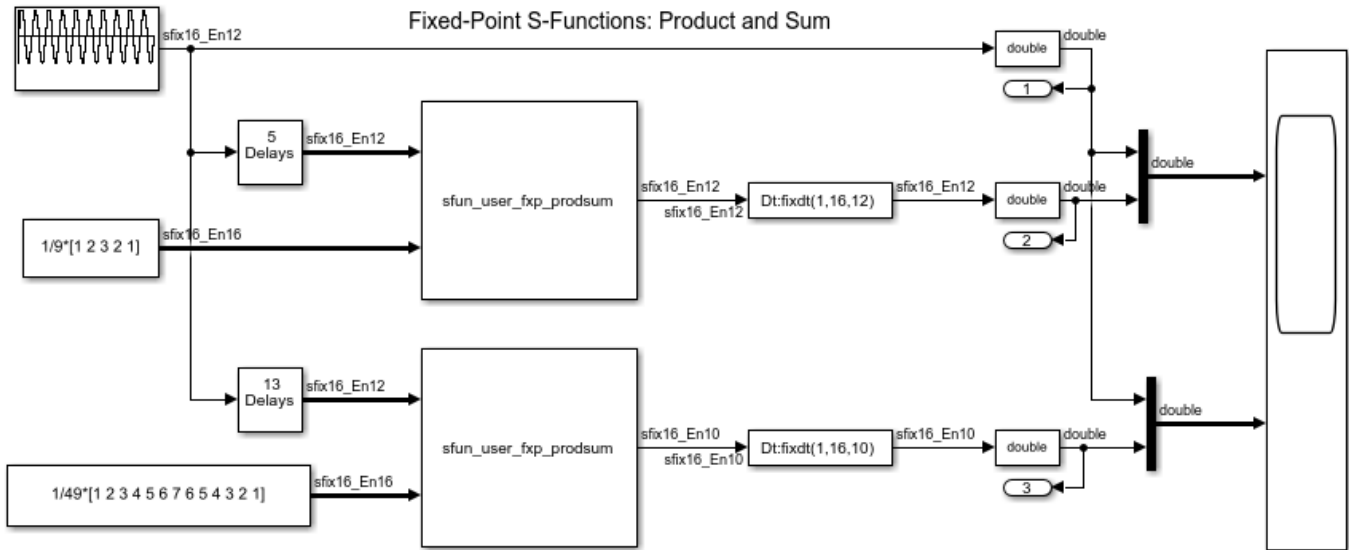 Fixed-Point S-Functions: Product and Sum
sfix16_En12
double
double
1
5
Delays
sfix16_En12
sfun_user_fxp_prodsum
sfix16_En12
sfix16_En12
Dt:fixdt(1,16,12)
sfix16_En12
double
double
2
double
1/9*[1 2 3 2 1]
sfix16_En16
13
Delays
sfix16_En12
sfun_user_fxp_prodsum
sfix16_En10
sfix16_En10
Dt:fixdt(1,16,10)
sfix16_En10
double
double
3
double
1/49*[1 2 3 4 5 6 7 6 5 4 3 2 1]
sfix16_En16